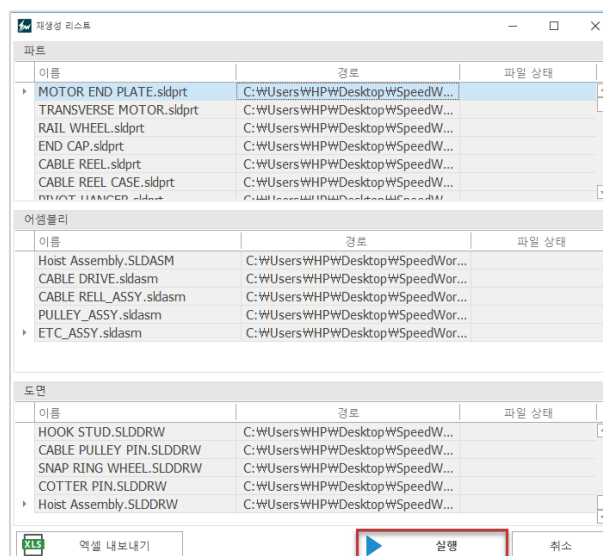 재생성 리스트
파트
이름 경로 파일 상태
MOTOR END PLATE.sldprt C:₩Users₩HP₩Desktop₩SpeedW...
TRANSVERSE MOTOR.sldprt C:₩Users₩HP₩Desktop₩SpeedW...
RAIL WHEEL.sldprt C:₩Users₩HP₩Desktop₩SpeedW...
END CAP.sldprt C:₩Users₩HP₩Desktop₩SpeedW...
CABLE REEL.sldprt C:₩Users₩HP₩Desktop₩SpeedW...
CABLE REEL CASE.sldprt C:₩Users₩HP₩Desktop₩SpeedW...
PIVOT HANGER.sldprt C:₩Users₩HP₩Desktop₩SpeedW...
어셈블리
이름 경로 파일 상태
Hoist Assembly.SLDASM C:₩Users₩HP₩Desktop₩SpeedWor...
CABLE DRIVE.sldasm C:₩Users₩HP₩Desktop₩SpeedWor...
CABLE RELL_ASSY.sldasm C:₩Users₩HP₩Desktop₩SpeedWor...
PULLEY_ASSY.sldasm C:₩Users₩HP₩Desktop₩SpeedWor...
ETC_ASSY.sldasm C:₩Users₩HP₩Desktop₩SpeedWor...
도면
이름 경로 파일 상태
HOOK STUD.SLDDRW C:₩Users₩HP₩Desktop₩SpeedW...
CABLE PULLEY PIN.SLDDRW C:₩Users₩HP₩Desktop₩SpeedW...
SNAP RING WHEEL.SLDDRW C:₩Users₩HP₩Desktop₩SpeedW...
COTTER PIN.SLDDRW C:₩Users₩HP₩Desktop₩SpeedW...
Hoist Assembly.SLDDRW C:₩Users₩HP₩Desktop₩SpeedW...
XLS 엑셀 내보내기 실행 취소